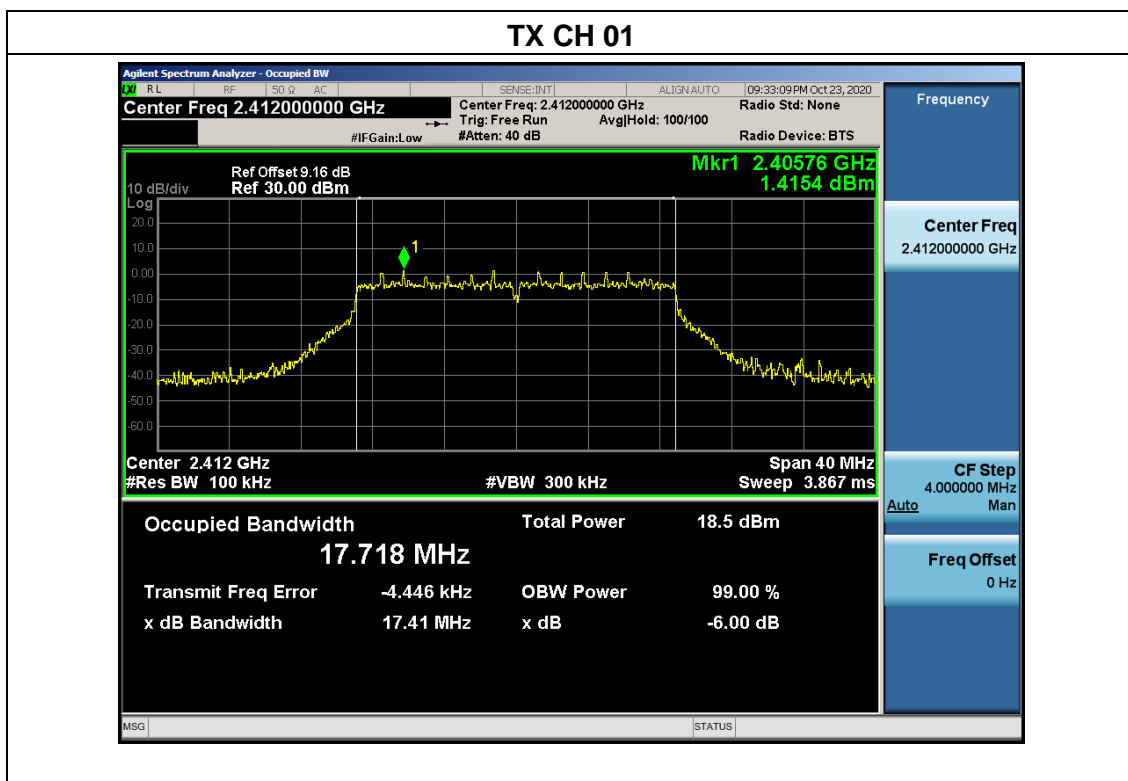 TX CH 01
Agilent Spectrum Analyzer - Occupied BW
LXI RL RF 50 Ω AC SENSE:INT ALIGNAUTO 09:33:09 PM Oct 23, 2020
Center Freq 2.412000000 GHz
Center Freq: 2.412000000 GHz
Radio Std: None
Trig: Free Run Avg|Hold: 100/100
#IFGain:Low
#Atten: 40 dB
Radio Device: BTS
Mkr1 2.40576 GHz
1.4154 dBm
Ref Offset 9.16 dB
10 dB/div Ref 30.00 dBm
Log
20.0
10.0
1
0.00
-10.0
-20.0
-30.0
-40.0
-50.0
-60.0
Center 2.412 GHz Span 40 MHz
#Res BW 100 kHz #VBW 300 kHz Sweep 3.867 ms
Occupied Bandwidth Total Power 18.5 dBm
17.718 MHz
Transmit Freq Error -4.446 kHz OBW Power 99.00 %
x dB Bandwidth 17.41 MHz x dB -6.00 dB
Frequency
Center Freq
2.412000000 GHz
CF Step
4.000000 MHz
Auto Man
Freq Offset
0 Hz
MSG STATUS